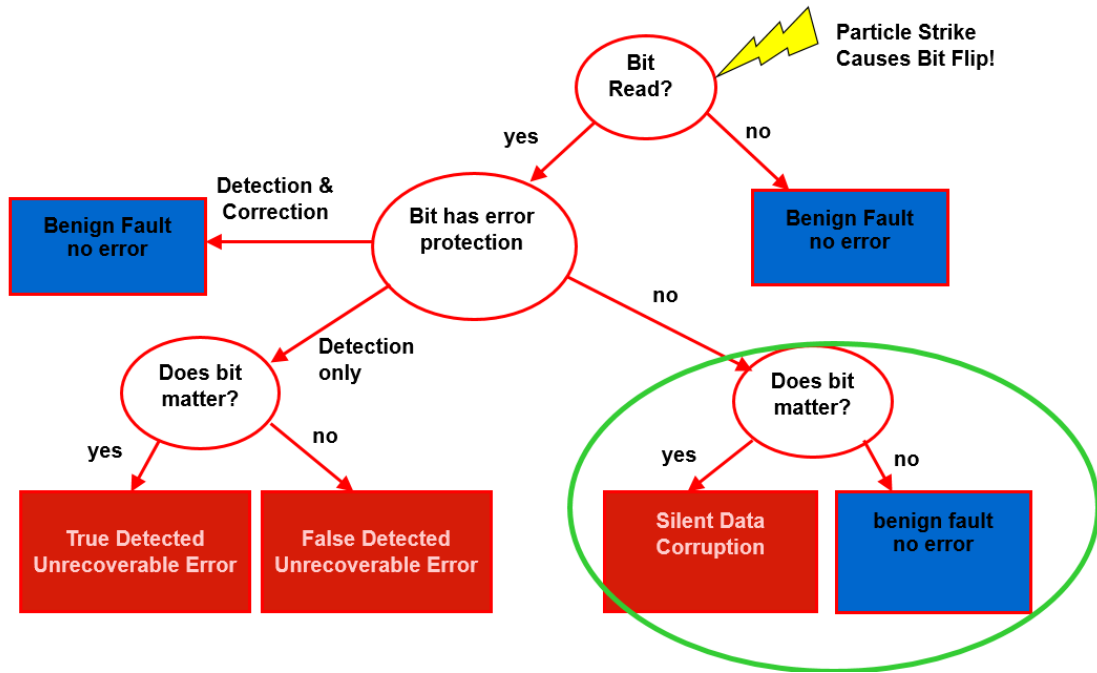 Particle Strike
Causes Bit Flip!
Bit
Read?
yes
no
Detection &
Correction
Bit has error
protection
Benign Fault
no error
Benign Fault
no error
no
Detection
only
Does bit
matter?
Does bit
matter?
yes
no
yes
no
True Detected
Unrecoverable Error
False Detected
Unrecoverable Error
Silent Data
Corruption
benign fault
no error